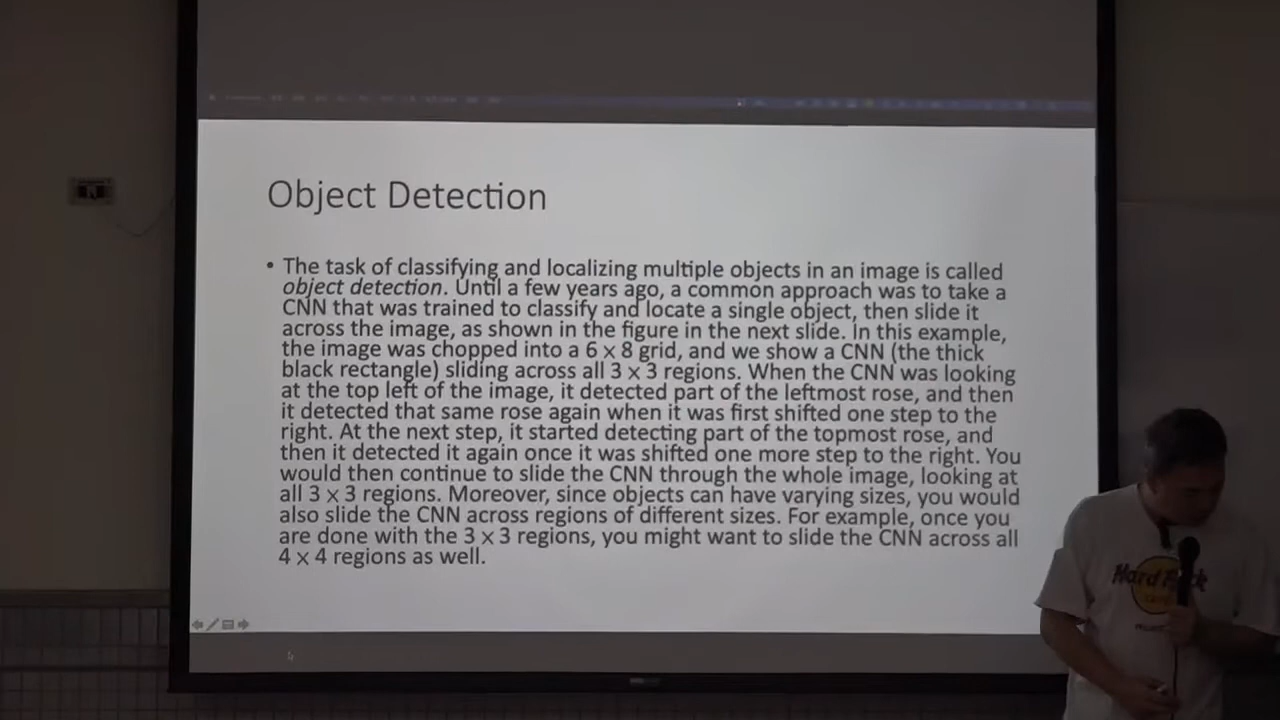 Object Detection
• The task of classifying and localizing multiple objects in an image is called
object detection. Until a few years ago, a common approach was to take a
CNN that was trained to classify and locate a single object, then slide it
across the image, as shown in the figure in the next slide. In this example,
the image was chopped into a 6 × 8 grid, and we show a CNN (the thick
black rectangle) sliding across all 3 × 3 regions. When the CNN was looking
at the top left of the image, it detected part of the leftmost rose, and then
it detected that same rose again when it was first shifted one step to the
right. At the next step, it started detecting part of the topmost rose, and
then it detected it again once it was shifted one more step to the right. You
would then continue to slide the CNN through the whole image, looking at
all 3 × 3 regions. Moreover, since objects can have varying sizes, you would
also slide the CNN across regions of different sizes. For example, once you
are done with the 3 × 3 regions, you might want to slide the CNN across all
4 × 4 regions as well.
Hard